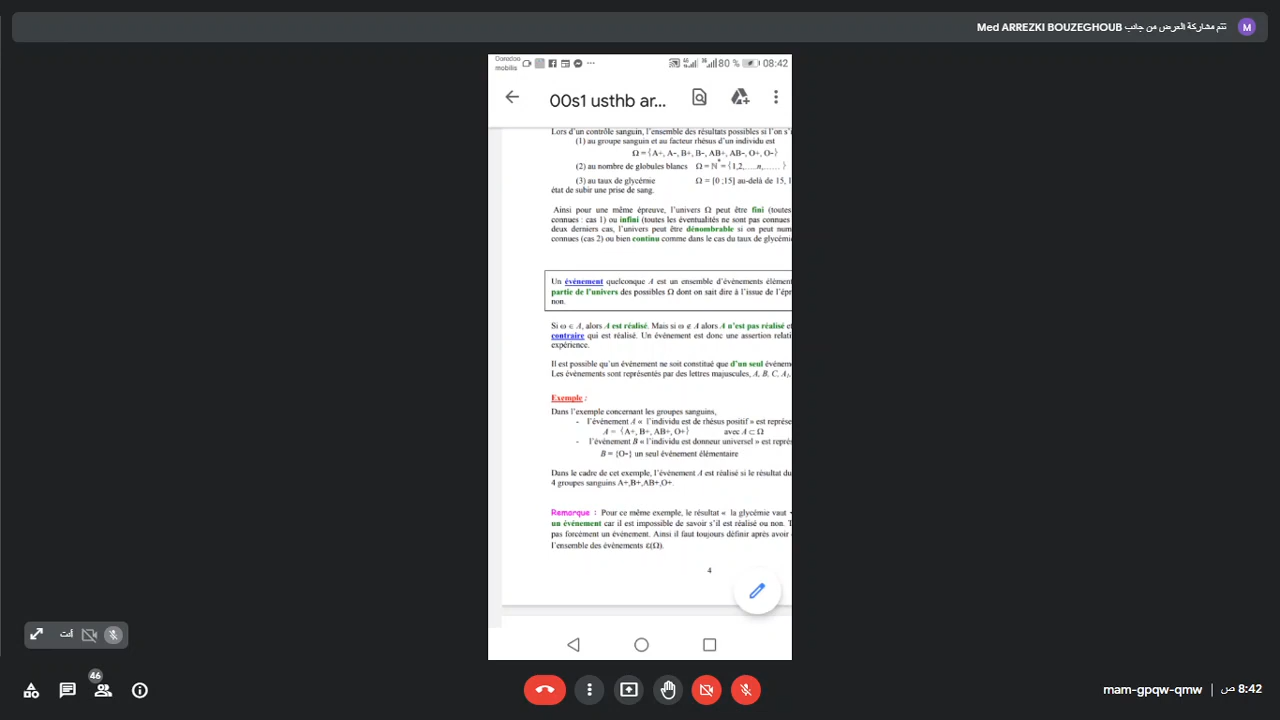 تتم مشاركة العرض من جانب Med ARREZKI BOUZEGHOUB
M
Ooredoo
mobilis
80 % 08:42
00s1 usthb ar...
Lors d'un contrôle sanguin, l'ensemble des résultats possibles si l'on s'i
(1) au groupe sanguin et au facteur rhésus d'un individu est
Ω = {A+, A-, B+, B-, AB+, AB-, O+, O-}
(2) au nombre de globules blancs Ω = ℕ* = {1,2,…..n,…… }
(3) au taux de glycémie Ω = [0 ;15] au-delà de 15, 1
état de subir une prise de sang.
Ainsi pour une même épreuve, l'univers Ω peut être fini (toutes
connues : cas 1) ou infini (toutes les éventualités ne sont pas connues
deux derniers cas, l'univers peut être dénombrable si on peut num
connues (cas 2) ou bien continu comme dans le cas du taux de glycémi
Un événement quelconque A est un ensemble d'événements élément
partie de l'univers des possibles Ω dont on sait dire à l'issue de l'épr
non.
Si ω ∈ A, alors A est réalisé. Mais si ω ∉ A alors A n'est pas réalisé et
contraire qui est réalisé. Un événement est donc une assertion relati
expérience.
Il est possible qu'un événement ne soit constitué que d'un seul événem
Les événements sont représentés par des lettres majuscules, A, B, C, A₁,
Exemple :
Dans l'exemple concernant les groupes sanguins,
- l'événement A « l'individu est de rhésus positif » est représe
A = {A+, B+, AB+, O+} avec A ⊂ Ω
- l'événement B « l'individu est donneur universel » est repré
B = {O-} un seul événement élémentaire
Dans le cadre de cet exemple, l'événement A est réalisé si le résultat du
4 groupes sanguins A+,B+,AB+,O+.
Remarque : Pour ce même exemple, le résultat « la glycémie vaut
un événement car il est impossible de savoir s'il est réalisé ou non. T
pas forcément un événement. Ainsi il faut toujours définir après avoir
l'ensemble des événements ε(Ω).
4
أنت
46
mam-gpqw-qnw | 8:42 ص